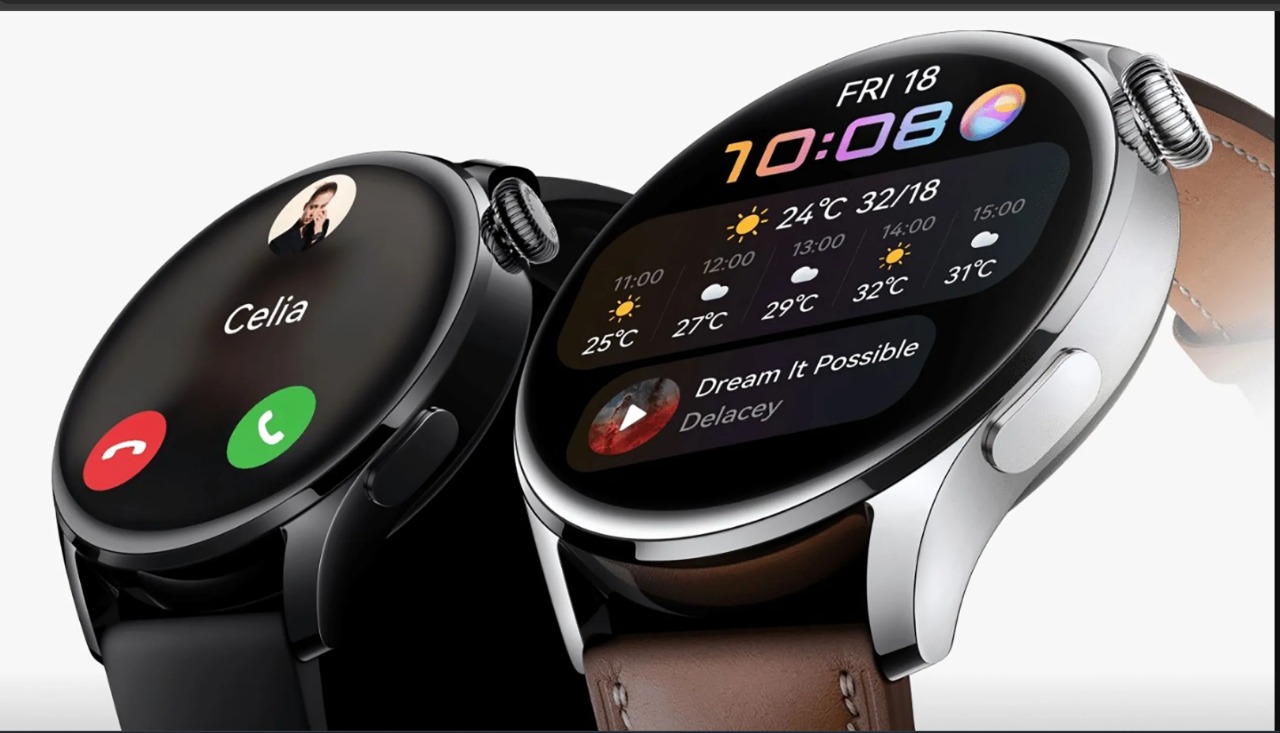 Celia
FRI 18
10:08
24°C 32/18
11:00 12:00 13:00 14:00 15:00
25°C 27°C 29°C 32°C 31°C
Dream It Possible
Delacey